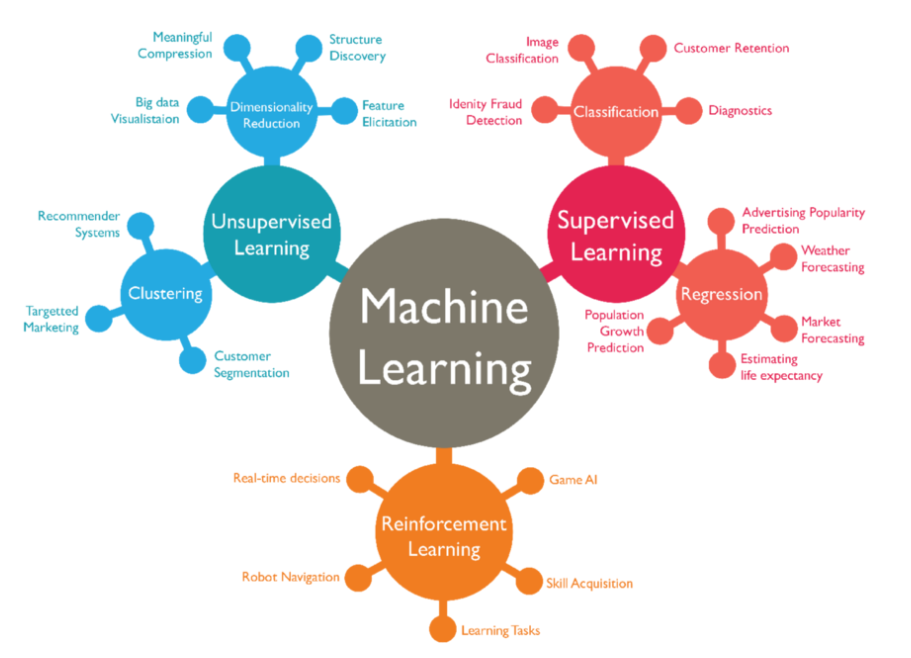 Meaningful
Compression
Structure
Discovery
Big data
Visualistaion
Dimensionality
Reduction
Feature
Elicitation
Unsupervised
Learning
Recommender
Systems
Clustering
Targetted
Marketing
Customer
Segmentation
Image
Classification
Customer Retention
Idenity Fraud
Detection
Classification
Diagnostics
Supervised
Learning
Advertising Popularity
Prediction
Weather
Forecasting
Regression
Population
Growth
Prediction
Market
Forecasting
Estimating
life expectancy
Machine
Learning
Real-time decisions
Game AI
Reinforcement
Learning
Robot Navigation
Skill Acquisition
Learning Tasks